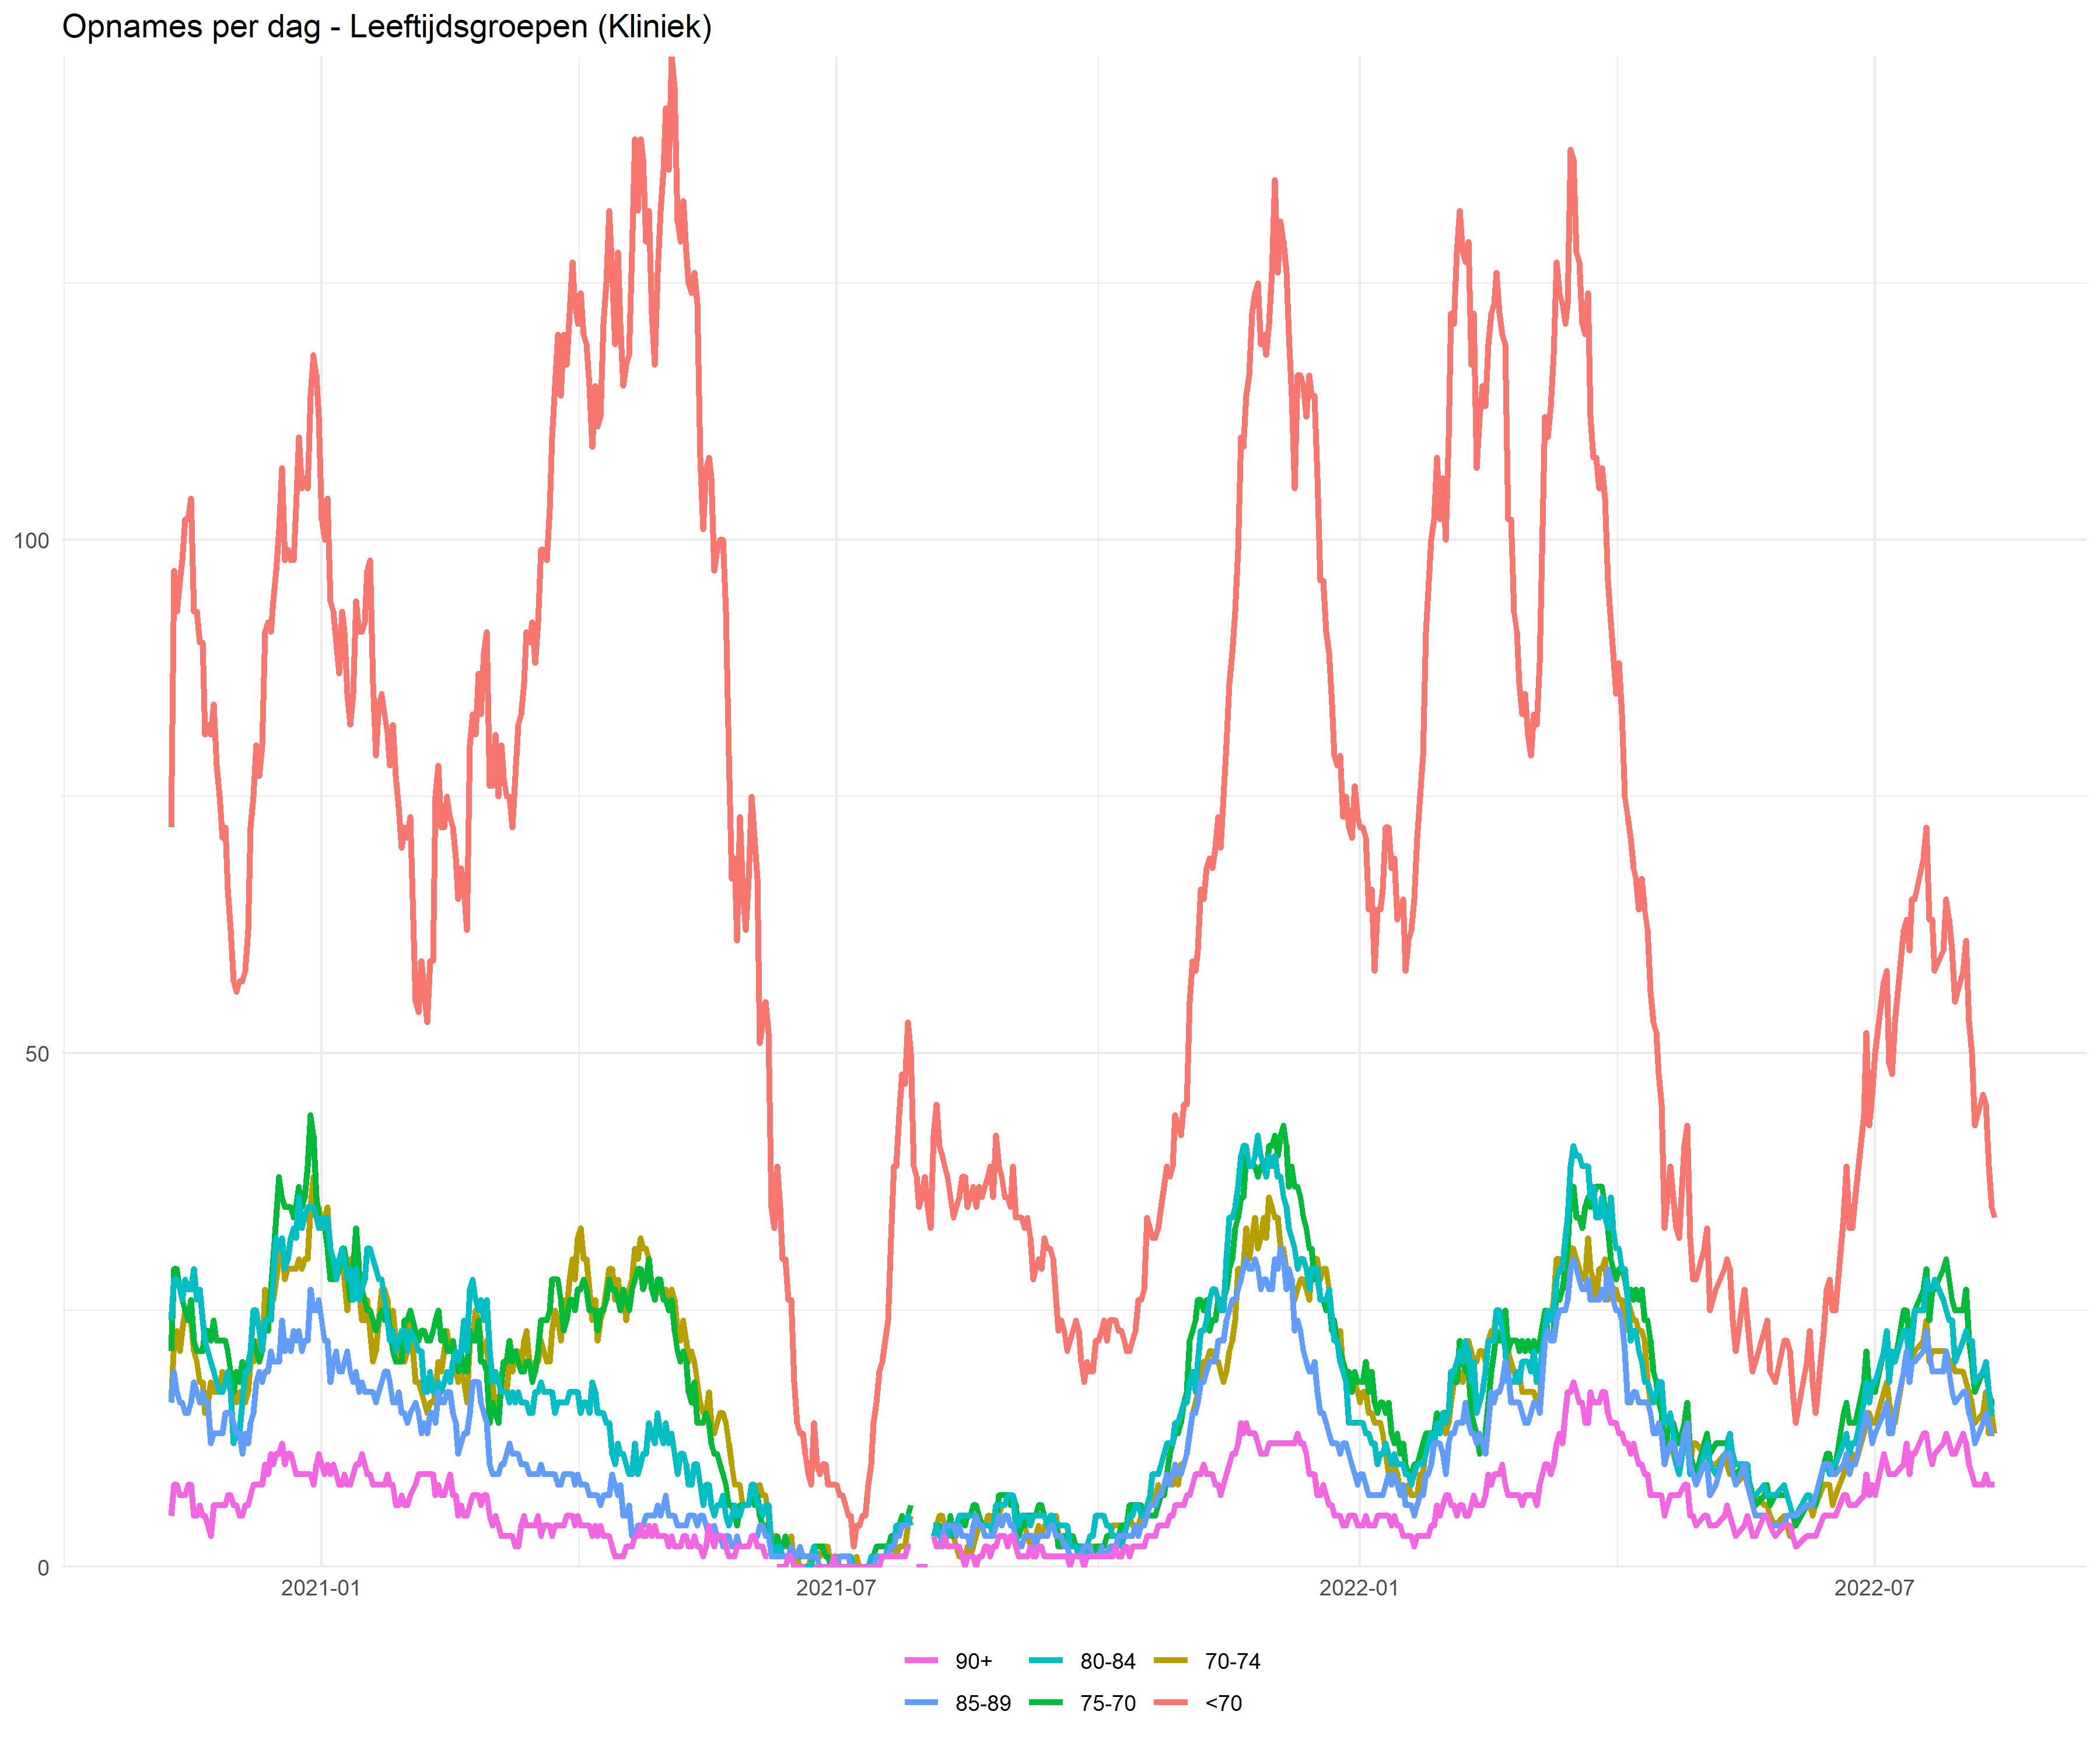 Opnames per dag - Leeftijdsgroepen (Kliniek)
100
50
0
2021-01 2021-07 2022-01 2022-07
90+ 80-84 70-74
85-89 75-70 <70